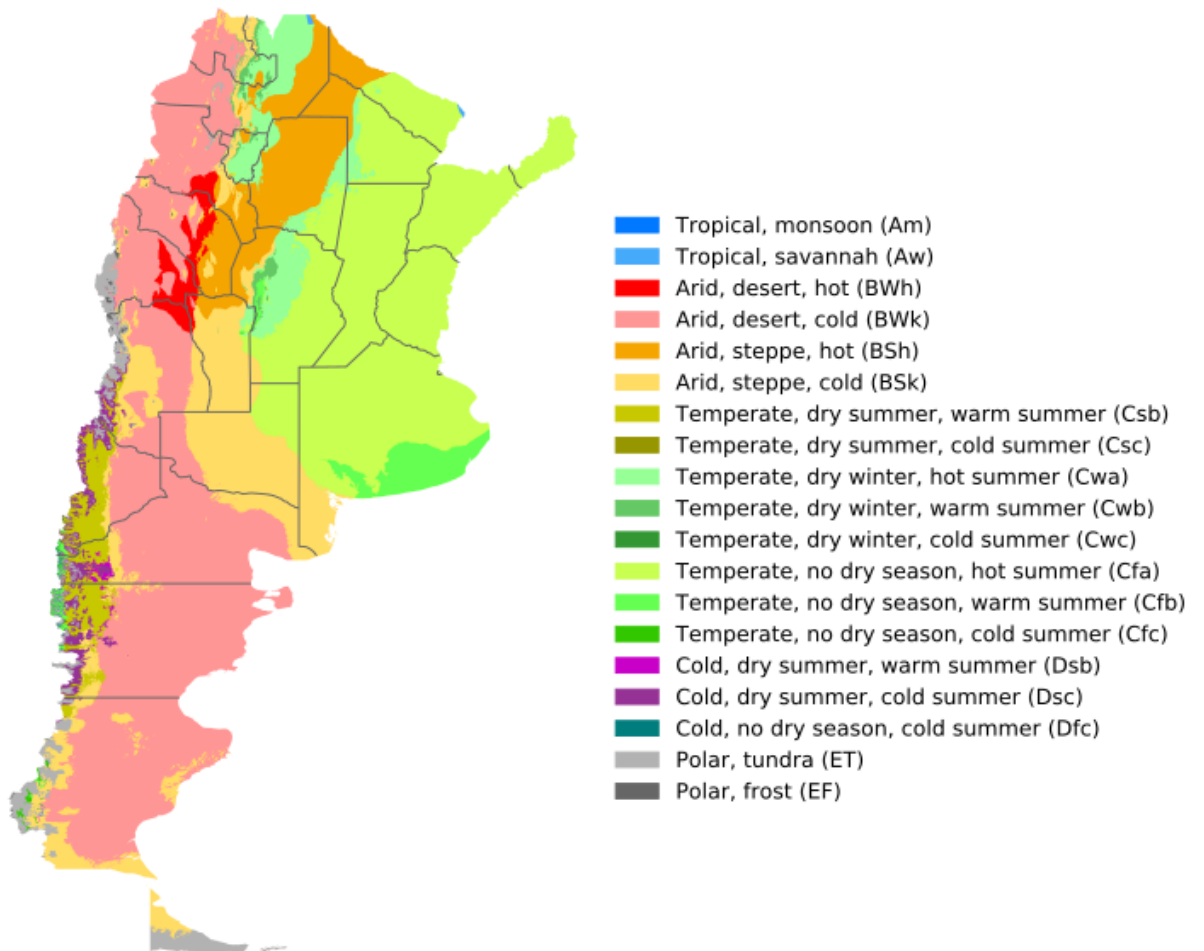 Tropical, monsoon (Am)
Tropical, savannah (Aw)
Arid, desert, hot (BWh)
Arid, desert, cold (BWk)
Arid, steppe, hot (BSh)
Arid, steppe, cold (BSk)
Temperate, dry summer, warm summer (Csb)
Temperate, dry summer, cold summer (Csc)
Temperate, dry winter, hot summer (Cwa)
Temperate, dry winter, warm summer (Cwb)
Temperate, dry winter, cold summer (Cwc)
Temperate, no dry season, hot summer (Cfa)
Temperate, no dry season, warm summer (Cfb)
Temperate, no dry season, cold summer (Cfc)
Cold, dry summer, warm summer (Dsb)
Cold, dry summer, cold summer (Dsc)
Cold, no dry season, cold summer (Dfc)
Polar, tundra (ET)
Polar, frost (EF)